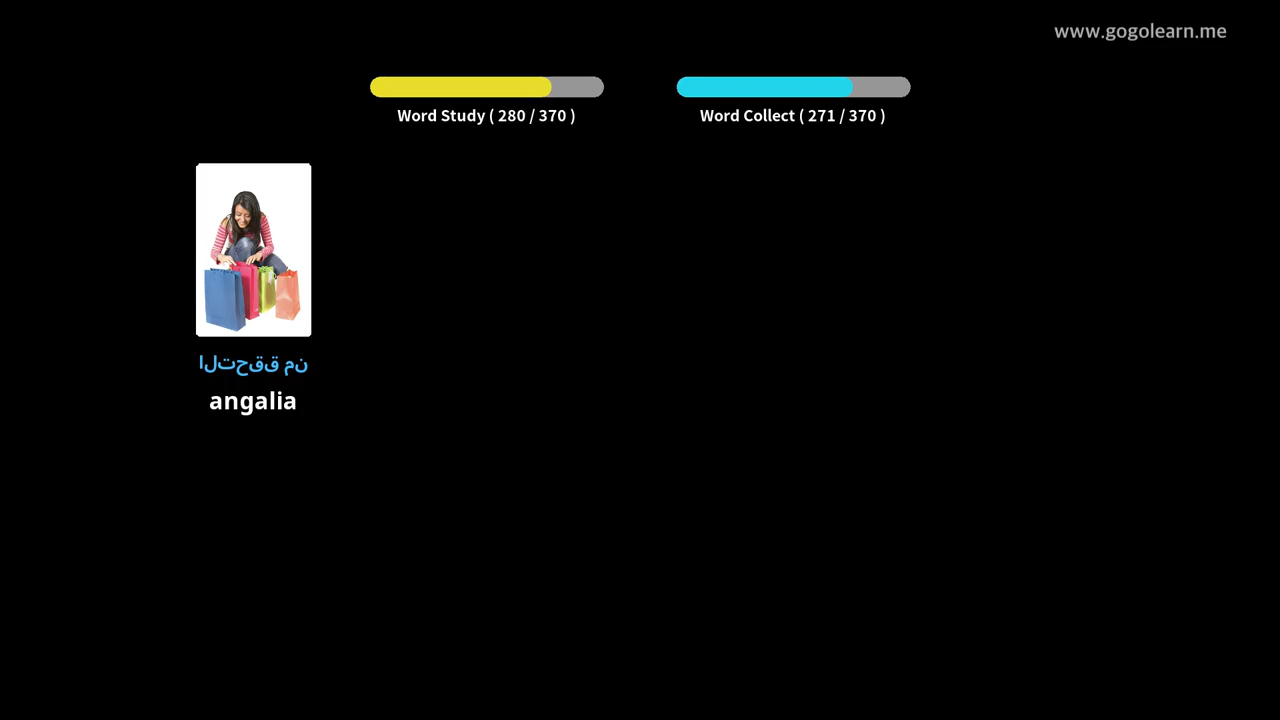 www.gogolearn.me
Word Study ( 280 / 370 )
Word Collect ( 271 / 370 )
التحقق من
angalia